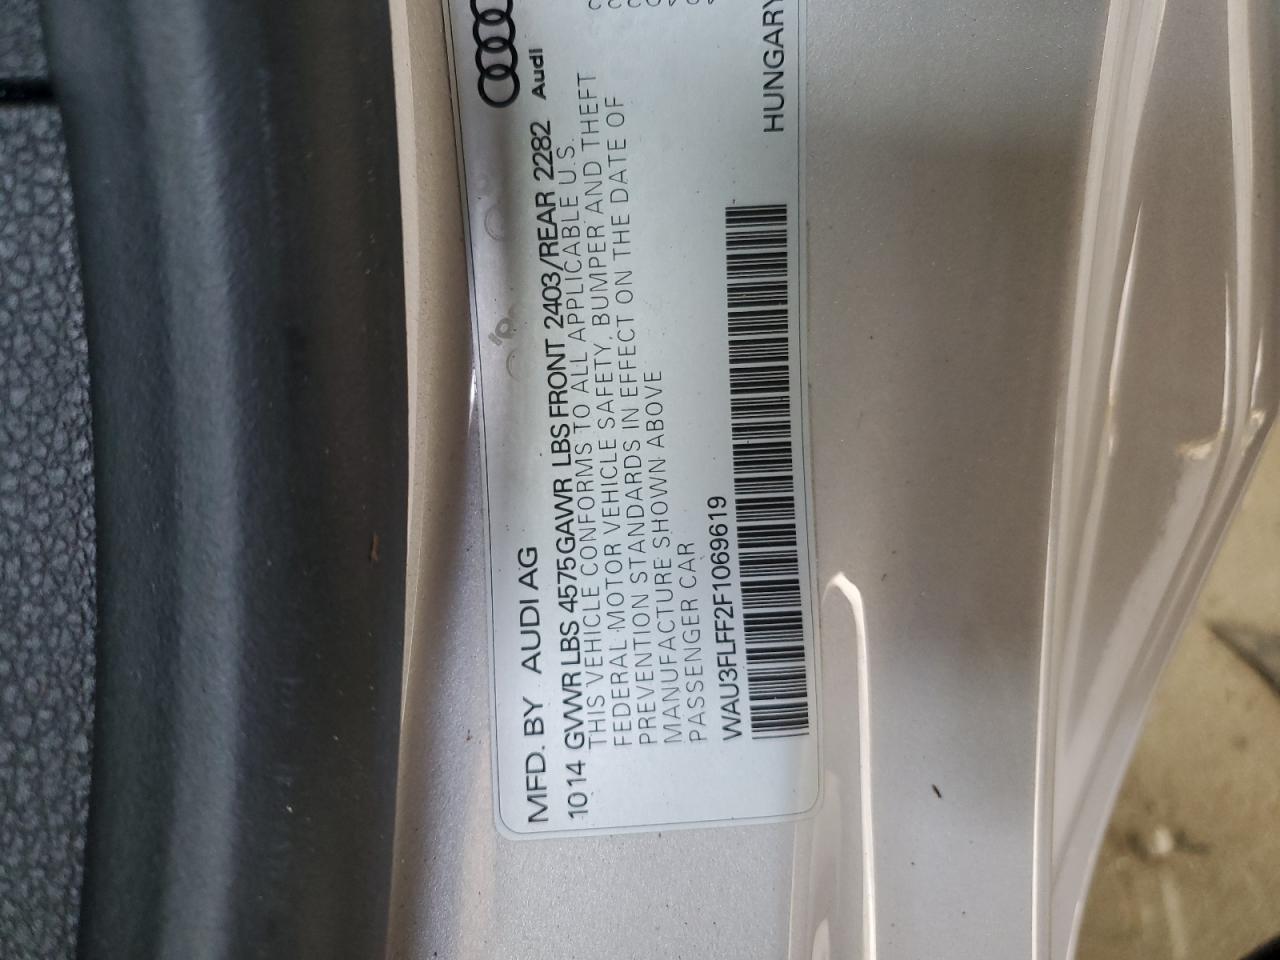 MFD. BY AUDI AG Audi
1014 GVWR LBS 4575 GAWR LBS FRONT 2403/REAR 2282
THIS VEHICLE CONFORMS TO ALL APPLICABLE U.S.
FEDERAL MOTOR VEHICLE SAFETY, BUMPER AND THEFT
PREVENTION STANDARDS IN EFFECT ON THE DATE OF
MANUFACTURE SHOWN ABOVE
PASSENGER CAR
WAU3FLFF2F1069619
HUNGARY